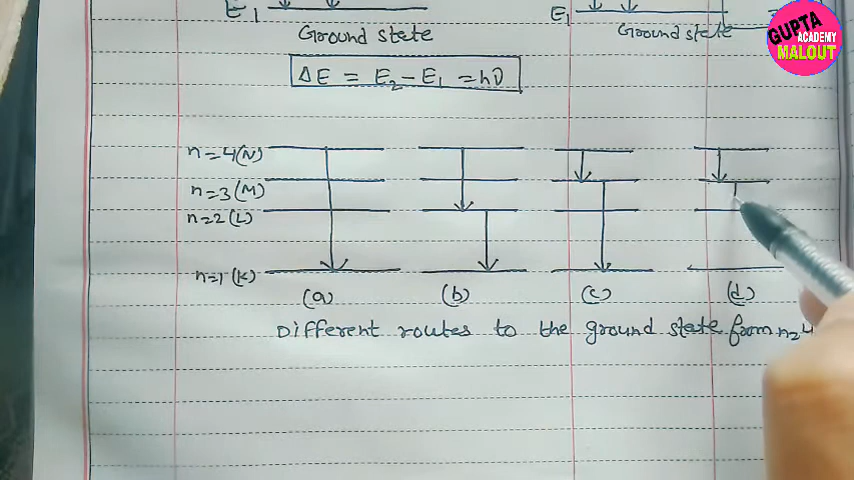 E₁
Ground state
E₁
Ground state
GUPTA
ACADEMY
MALOUT
ΔE = E₂-E₁ = hν
n=4(N)
n=3(M)
n=2(L)
n=1(K)
(a) (b) (c) (d)
Different routes to the ground state from n=4